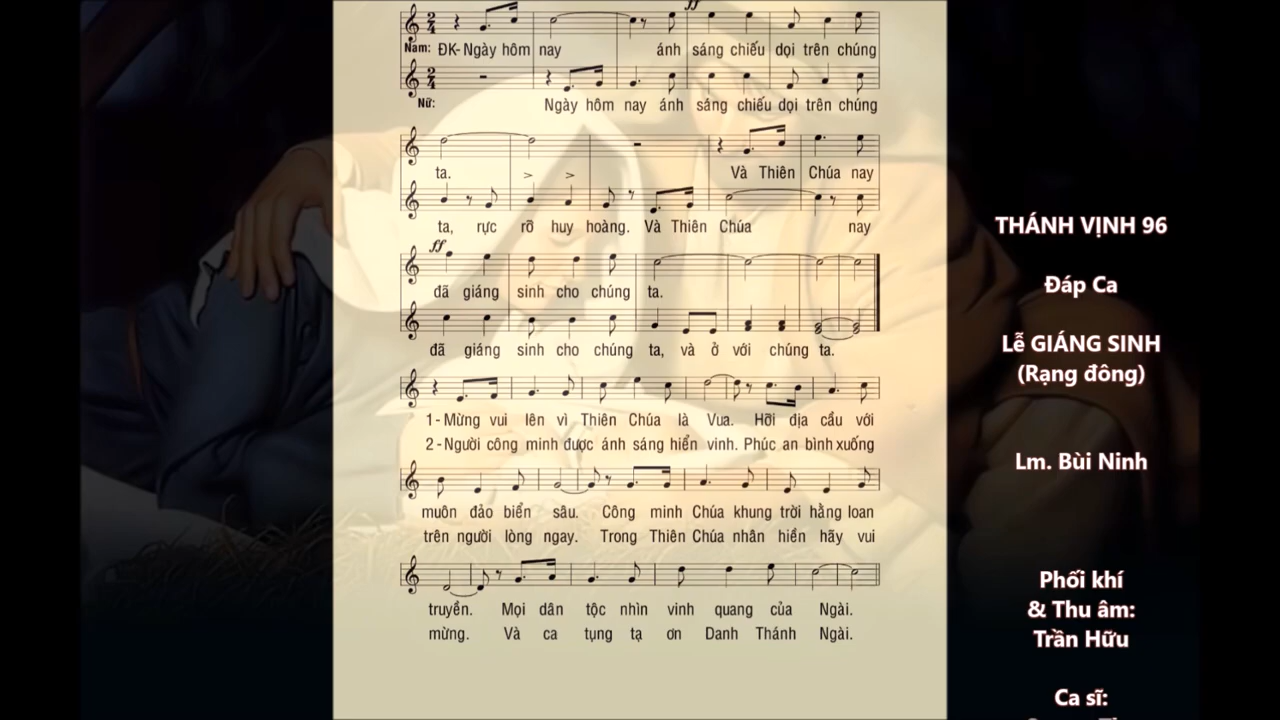 ff
Nam: ĐK- Ngày hôm nay ánh sáng chiếu dọi trên chúng
Nữ: Ngày hôm nay ánh sáng chiếu dọi trên chúng
ta. Và Thiên Chúa nay
ta, rực rỡ huy hoàng. Và Thiên Chúa nay
ff
đã giáng sinh cho chúng ta.
đã giáng sinh cho chúng ta, và ở với chúng ta.
1- Mừng vui lên vì Thiên Chúa là Vua. Hỡi địa cầu với
2- Người công minh được ánh sáng hiển vinh. Phúc an bình xuống
muôn đảo biển sâu. Công minh Chúa khung trời hằng loan
trên người lòng ngay. Trong Thiên Chúa nhân hiền hãy vui
truyền. Mọi dân tộc nhìn vinh quang của Ngài.
mừng. Và ca tụng tạ ơn Danh Thánh Ngài.
THÁNH VỊNH 96
Đáp Ca
Lễ GIÁNG SINH
(Rạng đông)
Lm. Bùi Ninh
Phối khí
& Thu âm:
Trần Hữu
Ca sĩ: